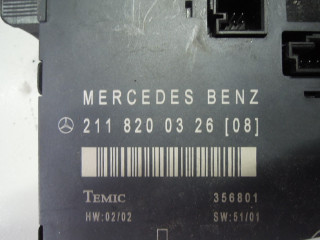 MERCEDES BENZ
211 820 03 26 [08]
TEMIC 356801
HW:02/02 SW:51/01